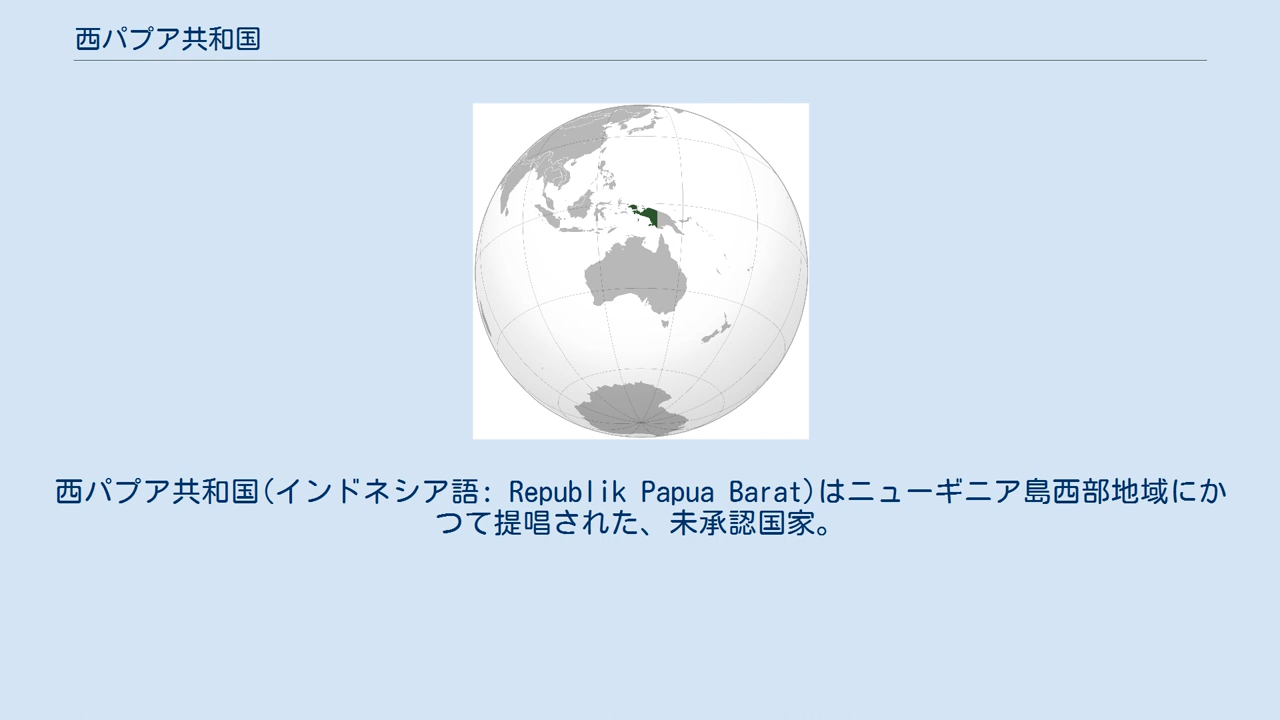 西パプア共和国
西パプア共和国(インドネシア語: Republik Papua Barat)はニューギニア島西部地域にか
つて提唱された、未承認国家。